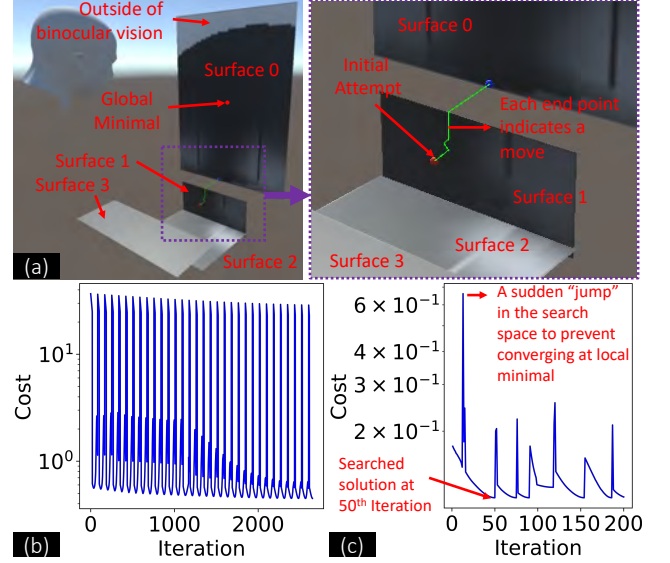 Outside of
binocular vision
Surface 0
Global
Minimal
Surface 1
Surface 3
Surface 2
(a)
Surface 0
Initial
Attempt
Each end point
indicates a
move
Surface 1
Surface 2
Surface 3
Cost
10¹
10⁰
0
1000
2000
Iteration
(b)
Cost
6 × 10⁻¹
4 × 10⁻¹
3 × 10⁻¹
2 × 10⁻¹
A sudden “jump”
in the search
space to prevent
converging at local
minimal
Searched
solution at
50th Iteration
0
50
100
150
200
Iteration
(c)